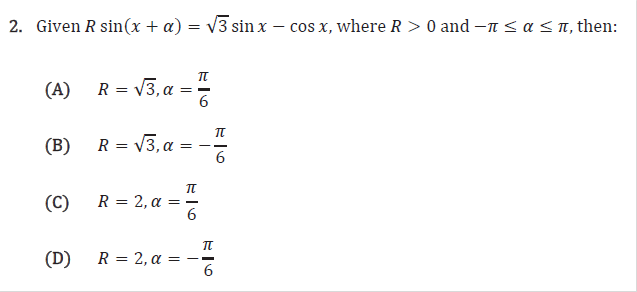 2. Given R sin(x + α) = √3 sin x − cos x, where R > 0 and −π ≤ α ≤ π, then:
(A) R = √3, α = π/6
(B) R = √3, α = −π/6
(C) R = 2, α = π/6
(D) R = 2, α = −π/6